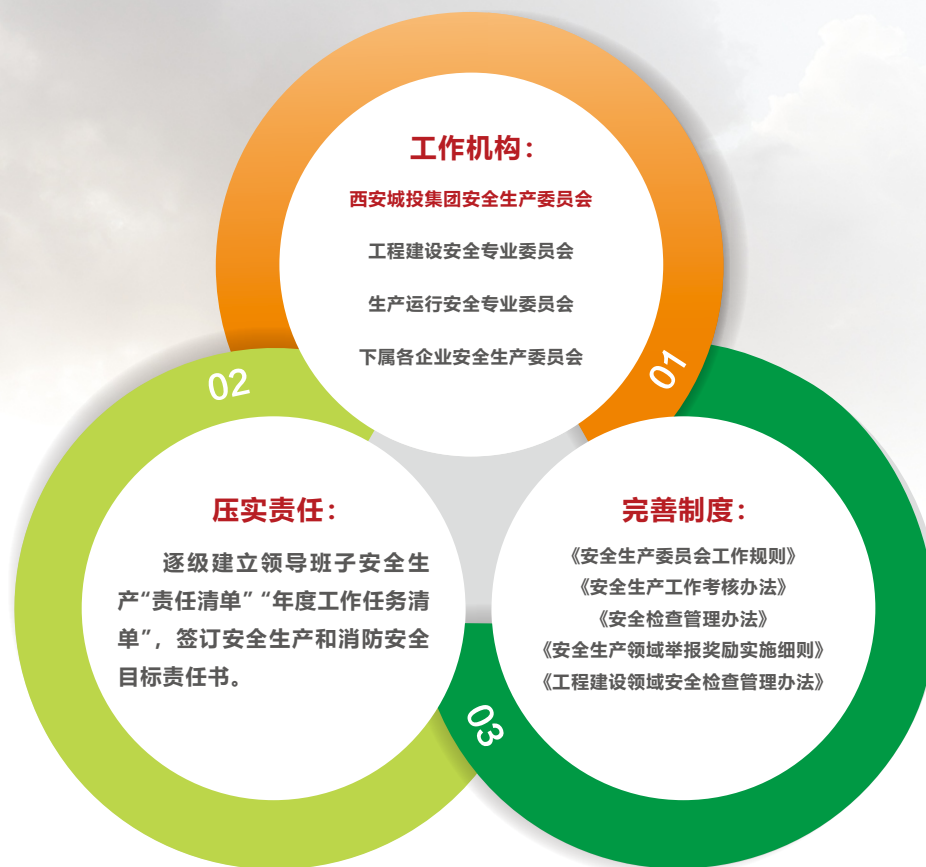 工作机构：
西安城投集团安全生产委员会
工程建设安全专业委员会
生产运行安全专业委员会
下属各企业安全生产委员会
01
02
压实责任：
逐级建立领导班子安全生
产“责任清单”“年度工作任务清
单”，签订安全生产和消防安全
目标责任书。
完善制度：
《安全生产委员会工作规则》
《安全生产工作考核办法》
《安全检查管理办法》
《安全生产领域举报奖励实施细则》
《工程建设领域安全检查管理办法》
03